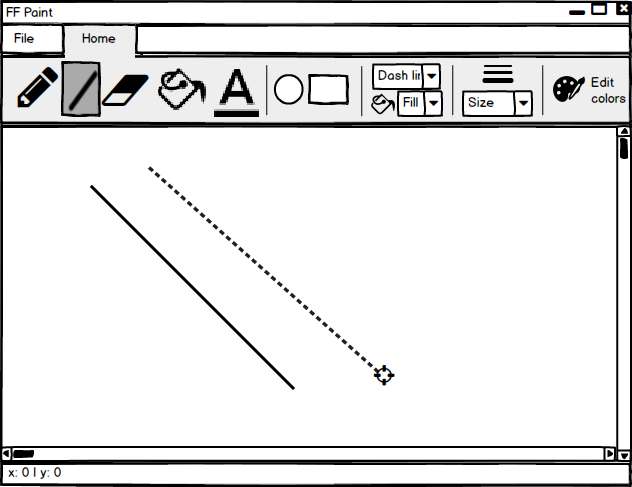 FF Paint
File
Home
A
Dash lin
Fill
Size
Edit
colors
x: 0 | y: 0